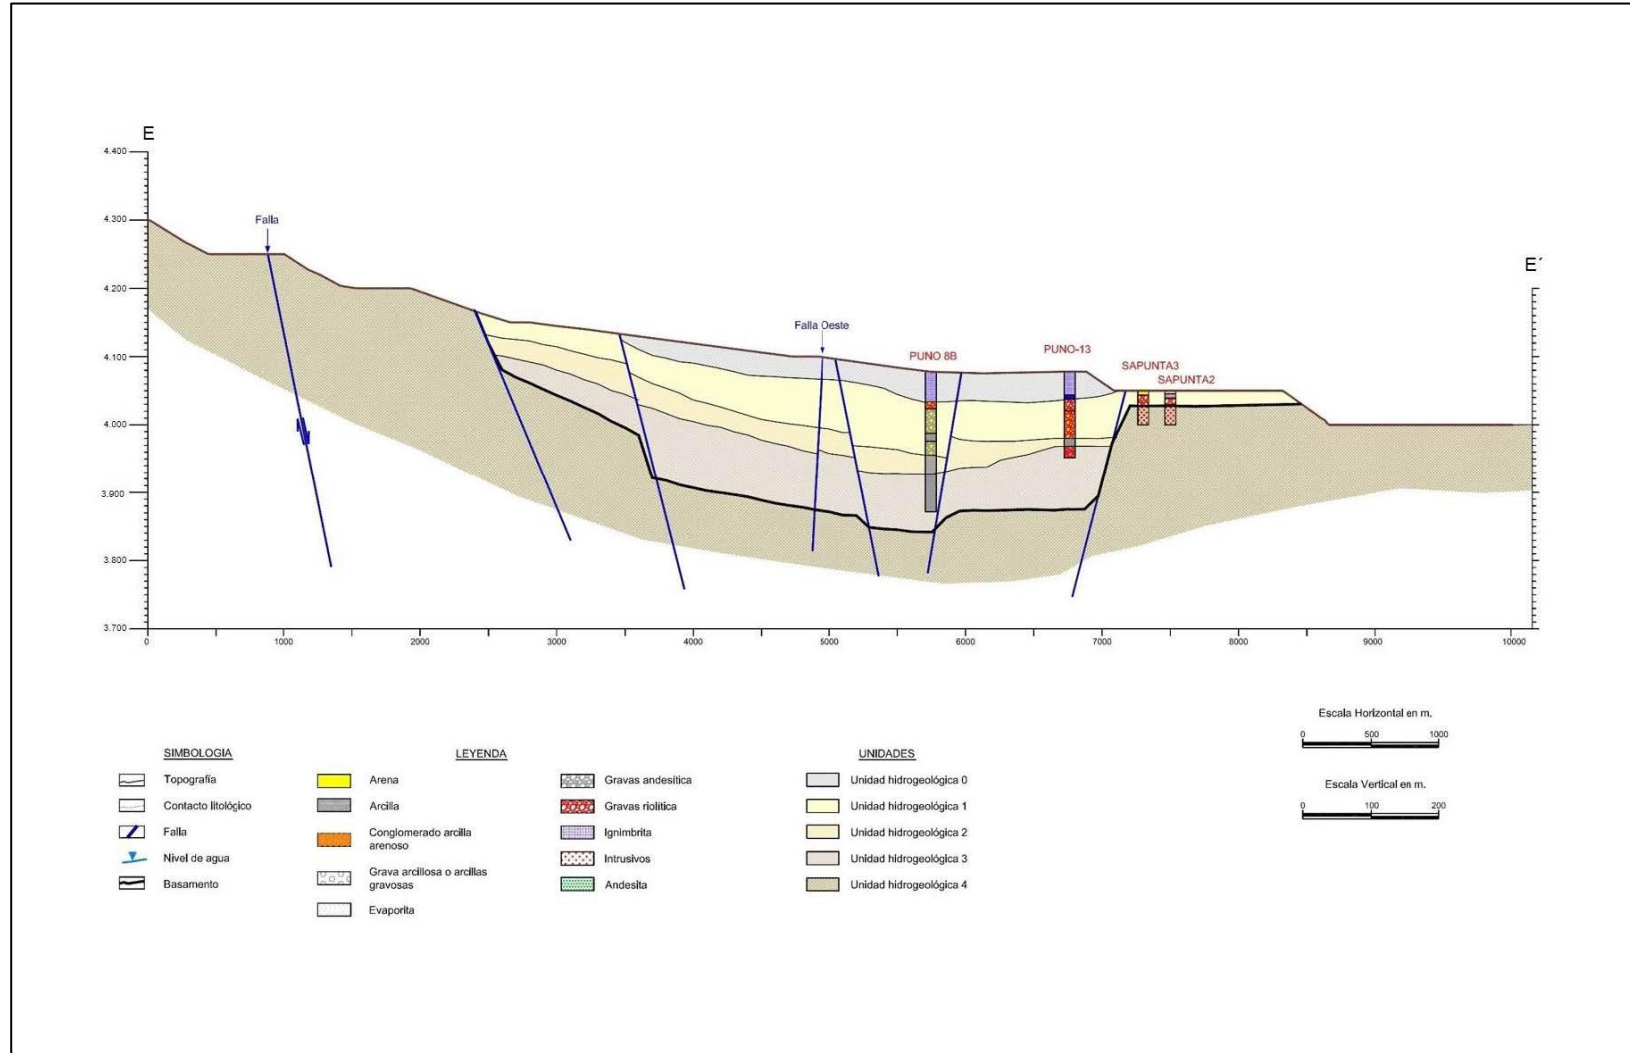 E
4.400
4.300
4.200
4.100
4.000
3.900
3.800
3.700
Falla
Falla Oeste
PUNO 8B
PUNO-13
SAPUNTA3
SAPUNTA2
E´
0
1000
2000
3000
4000
5000
6000
7000
8000
9000
10000
SIMBOLOGIA
Topografía
Contacto litológico
Falla
Nivel de agua
Basamento
LEYENDA
Arena
Arcilla
Conglomerado arcilla
arenoso
Grava arcillosa o arcillas
gravosas
Evaporita
Gravas andesítica
Gravas riolitica
Ignimbrita
Intrusivos
Andesita
UNIDADES
Unidad hidrogeológica 0
Unidad hidrogeológica 1
Unidad hidrogeológica 2
Unidad hidrogeológica 3
Unidad hidrogeológica 4
Escala Horizontal en m.
0 500 1000
Escala Vertical en m.
0 100 200